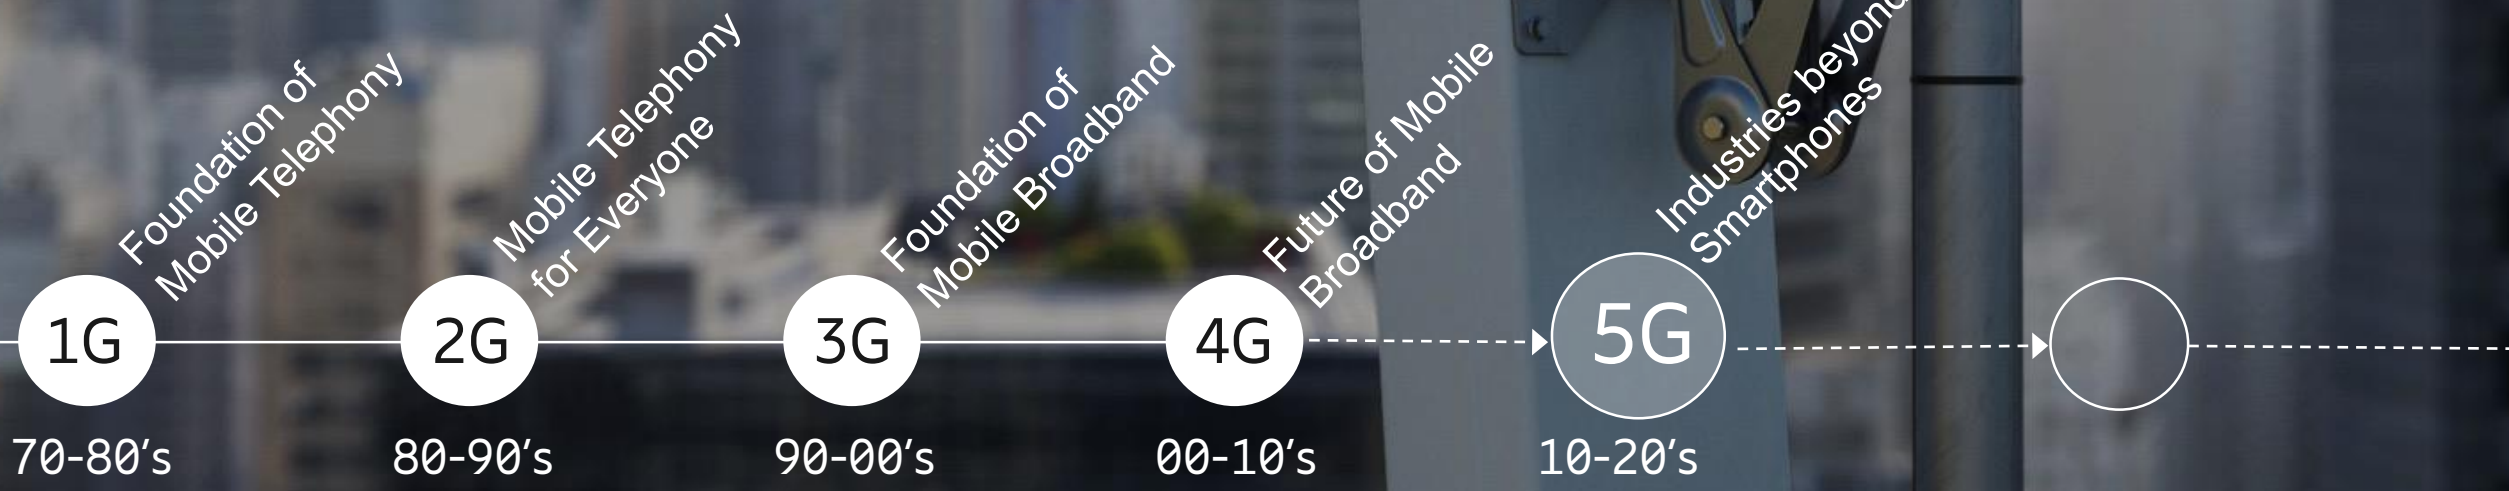 Foundation of
Mobile Telephony
Mobile Telephony
for Everyone
Foundation of
Mobile Broadband
Future of Mobile
Broadband
Industries beyond
Smartphones
1G
2G
3G
4G
5G
70-80's
80-90's
90-00's
00-10's
10-20's